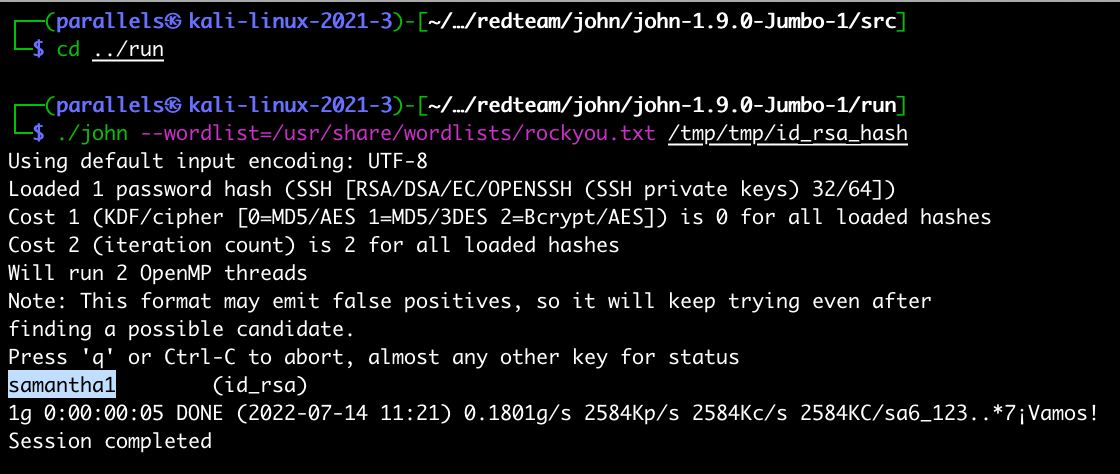 ┌──(parallels㉿kali-linux-2021-3)-[~/…/redteam/john/john-1.9.0-Jumbo-1/src]
└─$ cd ../run
┌──(parallels㉿kali-linux-2021-3)-[~/…/redteam/john/john-1.9.0-Jumbo-1/run]
└─$ ./john --wordlist=/usr/share/wordlists/rockyou.txt /tmp/tmp/id_rsa_hash
Using default input encoding: UTF-8
Loaded 1 password hash (SSH [RSA/DSA/EC/OPENSSH (SSH private keys) 32/64])
Cost 1 (KDF/cipher [0=MD5/AES 1=MD5/3DES 2=Bcrypt/AES]) is 0 for all loaded hashes
Cost 2 (iteration count) is 2 for all loaded hashes
Will run 2 OpenMP threads
Note: This format may emit false positives, so it will keep trying even after
finding a possible candidate.
Press 'q' or Ctrl-C to abort, almost any other key for status
samantha1        (id_rsa)
1g 0:00:00:05 DONE (2022-07-14 11:21) 0.1801g/s 2584Kp/s 2584Kc/s 2584KC/sa6_123..*7¡Vamos!
Session completed